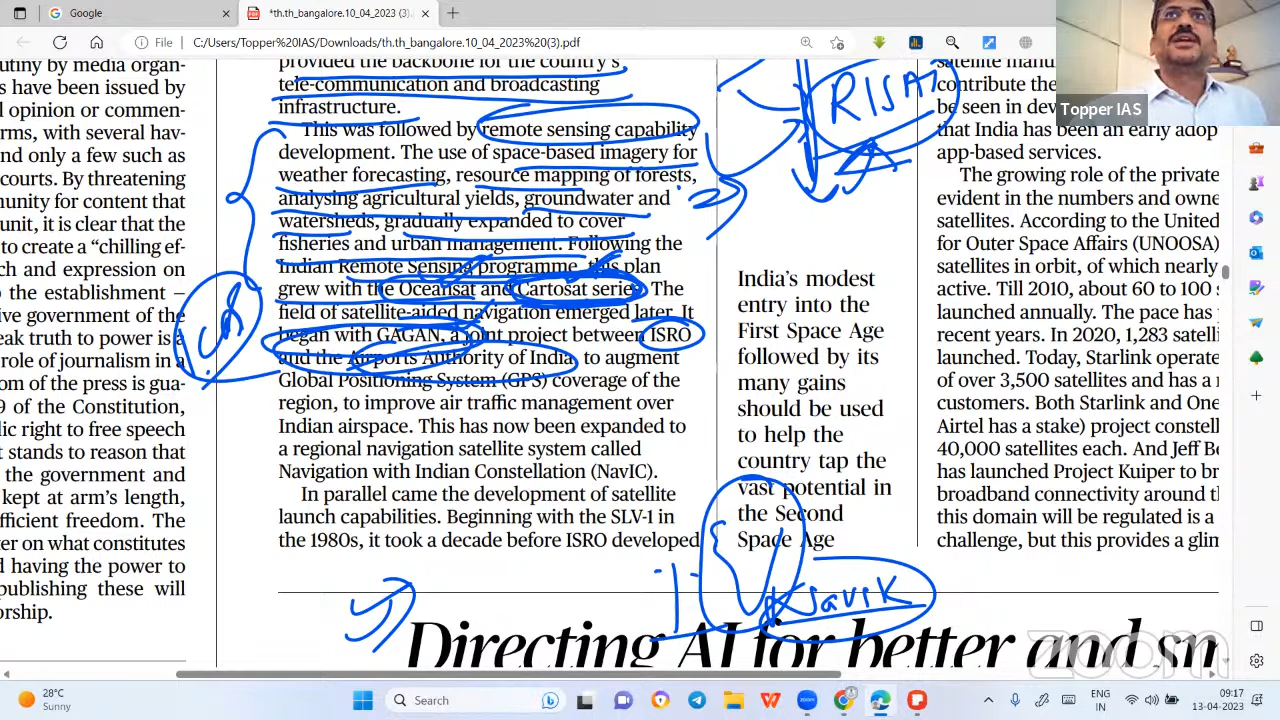 Google
*th.th_bangalore.10_04_2023 (3).pdf
File
C:/Users/Topper%20IAS/Downloads/th.th_bangalore.10_04_2023%20(3).pdf
Topper IAS
utiny by media organ-
s have been issued by
l opinion or commen-
rms, with several hav-
nd only a few such as
courts. By threatening
munity for content that
unit, it is clear that the
to create a “chilling ef-
ch and expression on
the establishment –
ive government of the
eak truth to power is a
role of journalism in a
om of the press is gua-
9 of the Constitution,
lic right to free speech
t stands to reason that
the government and
kept at arm’s length,
fficient freedom. The
ter on what constitutes
d having the power to
publishing these will
orship.
provided the backbone for the country’s
tele-communication and broadcasting
infrastructure.
This was followed by remote sensing capability
development. The use of space-based imagery for
weather forecasting, resource mapping of forests,
analysing agricultural yields, groundwater and
watersheds, gradually expanded to cover
fisheries and urban management. Following the
Indian Remote Sensing programme, this plan
grew with the Oceansat and Cartosat series. The
field of satellite-aided navigation emerged later. It
began with GAGAN, a joint project between ISRO
and the Airports Authority of India to augment
Global Positioning System (GPS) coverage of the
region, to improve air traffic management over
Indian airspace. This has now been expanded to
a regional navigation satellite system called
Navigation with Indian Constellation (NavIC).
In parallel came the development of satellite
launch capabilities. Beginning with the SLV-1 in
the 1980s, it took a decade before ISRO developed
RISAT
India’s modest
entry into the
First Space Age
followed by its
many gains
should be used
to help the
country tap the
vast potential in
the Second
Space Age
satellite manu
contribute the
be seen in dev
that India has been an early adop
app-based services.
The growing role of the private
evident in the numbers and owne
satellites. According to the United
for Outer Space Affairs (UNOOSA)
satellites in orbit, of which nearly
active. Till 2010, about 60 to 100 s
launched annually. The pace has
recent years. In 2020, 1,283 satell
launched. Today, Starlink operate
of over 3,500 satellites and has a
customers. Both Starlink and One
Airtel has a stake) project constell
40,000 satellites each. And Jeff Be
has launched Project Kuiper to br
broadband connectivity around th
this domain will be regulated is a
challenge, but this provides a glim
Directing AI for better and sm
zoom
28°C
Sunny
Search
ENG
IN
09:17
13-04-2023